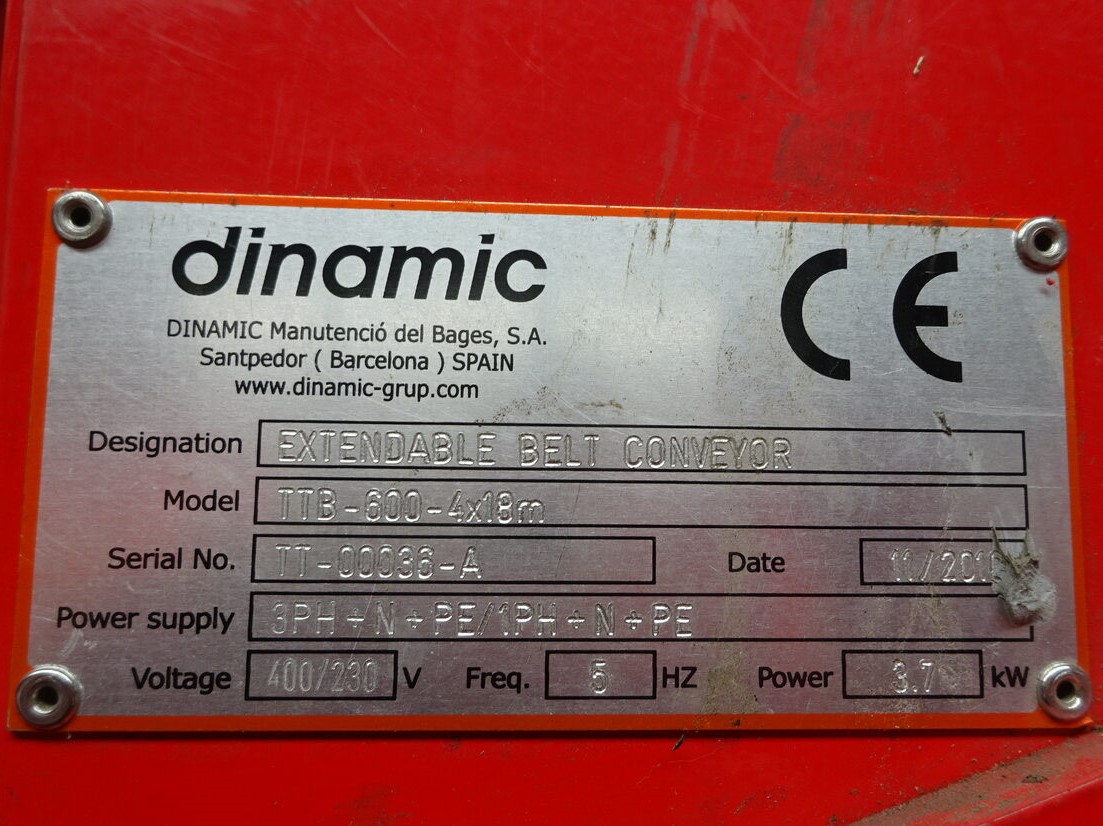 dinamic
CE
DINAMIC Manutenció del Bages, S.A.
Santpedor ( Barcelona ) SPAIN
www.dinamic-grup.com
Designation EXTENDABLE BELT CONVEYOR
Model TTB-600-4x18m
Serial No. TT-00036-A Date
Power supply 3PH+N+PE/1PH+N+PE
Voltage 400/230 V Freq. 5 HZ Power 3.7 kW